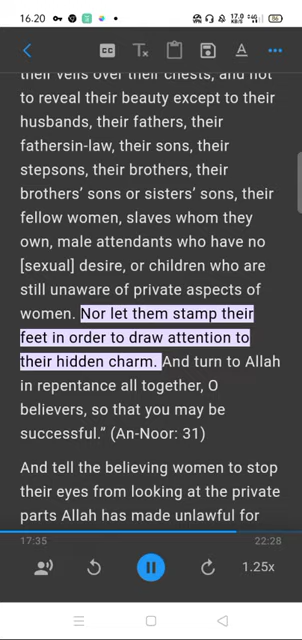 16.20
17.0 KB/S
4G
86
CC
T×
A
their veils over their chests, and not
to reveal their beauty except to their
husbands, their fathers, their
fathersin-law, their sons, their
stepsons, their brothers, their
brothers’ sons or sisters’ sons, their
fellow women, slaves whom they
own, male attendants who have no
[sexual] desire, or children who are
still unaware of private aspects of
women. Nor let them stamp their
feet in order to draw attention to
their hidden charm. And turn to Allah
in repentance all together, O
believers, so that you may be
successful.” (An-Noor: 31)
And tell the believing women to stop
their eyes from looking at the private
parts Allah has made unlawful for
17:35
22:28
1.25x